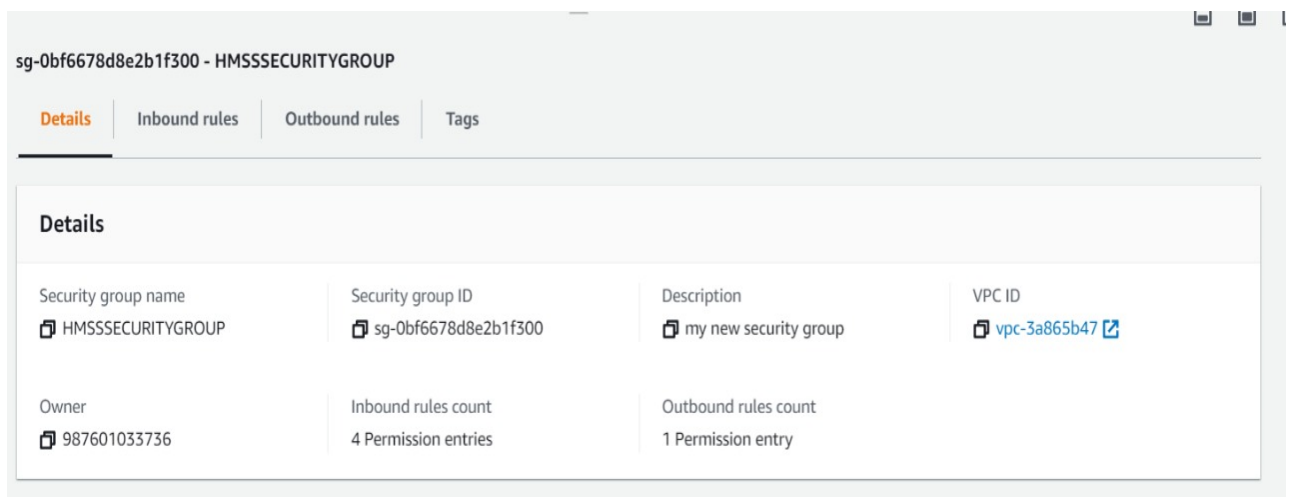 sg-0bf6678d8e2b1f300 - HMSSSECURITYGROUP
Details Inbound rules Outbound rules Tags
Details
Security group name Security group ID Description VPC ID
HMSSSECURITYGROUP sg-0bf6678d8e2b1f300 my new security group vpc-3a865b47
Owner Inbound rules count Outbound rules count
987601033736 4 Permission entries 1 Permission entry